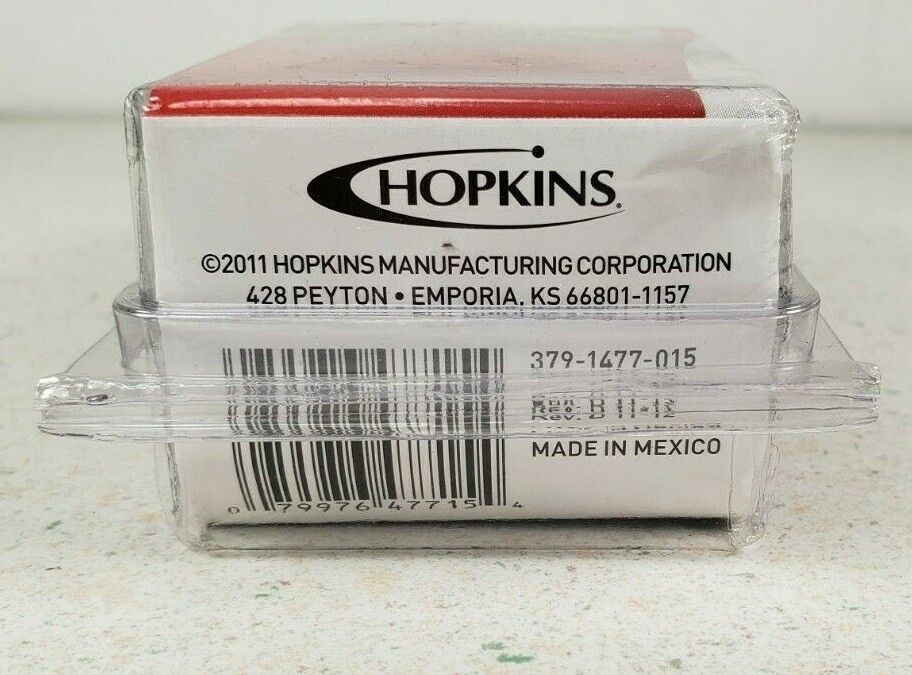 HOPKINS®
©2011 HOPKINS MANUFACTURING CORPORATION
428 PEYTON • EMPORIA, KS 66801-1157
379-1477-015
MADE IN MEXICO
0 79976 47715 4